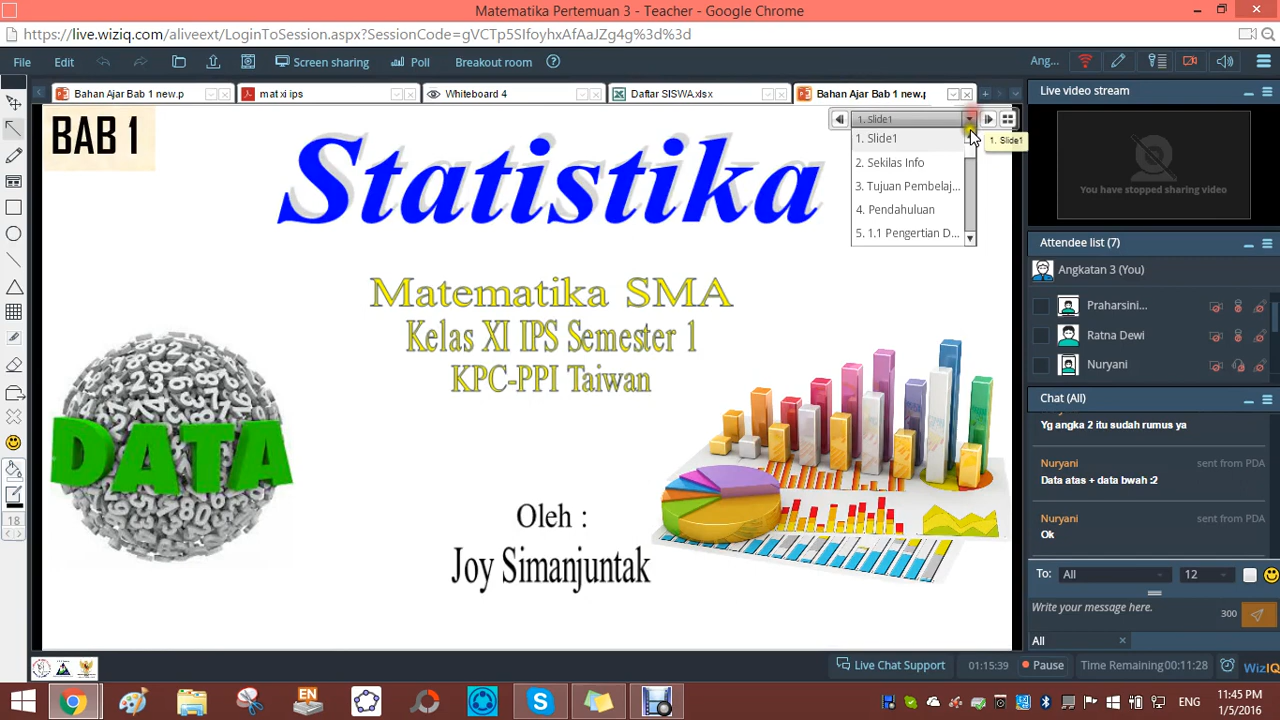 Matematika Pertemuan 3 - Teacher - Google Chrome
https://live.wiziq.com/aliveext/LoginToSession.aspx?SessionCode=gVCTp5SIfoyhxAfAaJZg4g%3d%3d
File Edit Screen sharing Poll Breakout room Ang...
Bahan Ajar Bab 1 new.p
mat xi ips
Whiteboard 4
Daftar SISWA.xlsx
Bahan Ajar Bab 1 new.p
BAB 1
Statistika
Matematika SMA
Kelas XI IPS Semester 1
KPC-PPI Taiwan
DATA
Oleh :
Joy Simanjuntak
1. Slide1
1. Slide1
2. Sekilas Info
3. Tujuan Pembelaj...
4. Pendahuluan
5. 1.1 Pengertian D...
1. Slide1
Live video stream
You have stopped sharing video
Attendee list (7)
Angkatan 3 (You)
Praharsini...
Ratna Dewi
Nuryani
Chat (All)
Yg angka 2 itu sudah rumus ya
Nuryani sent from PDA
Data atas + data bwah :2
Nuryani sent from PDA
Ok
To: All 12
Write your message here. 300
All
18
Live Chat Support 01:15:39 Pause Time Remaining 00:11:28 WizIQ
EN
ENG
11:45 PM
1/5/2016